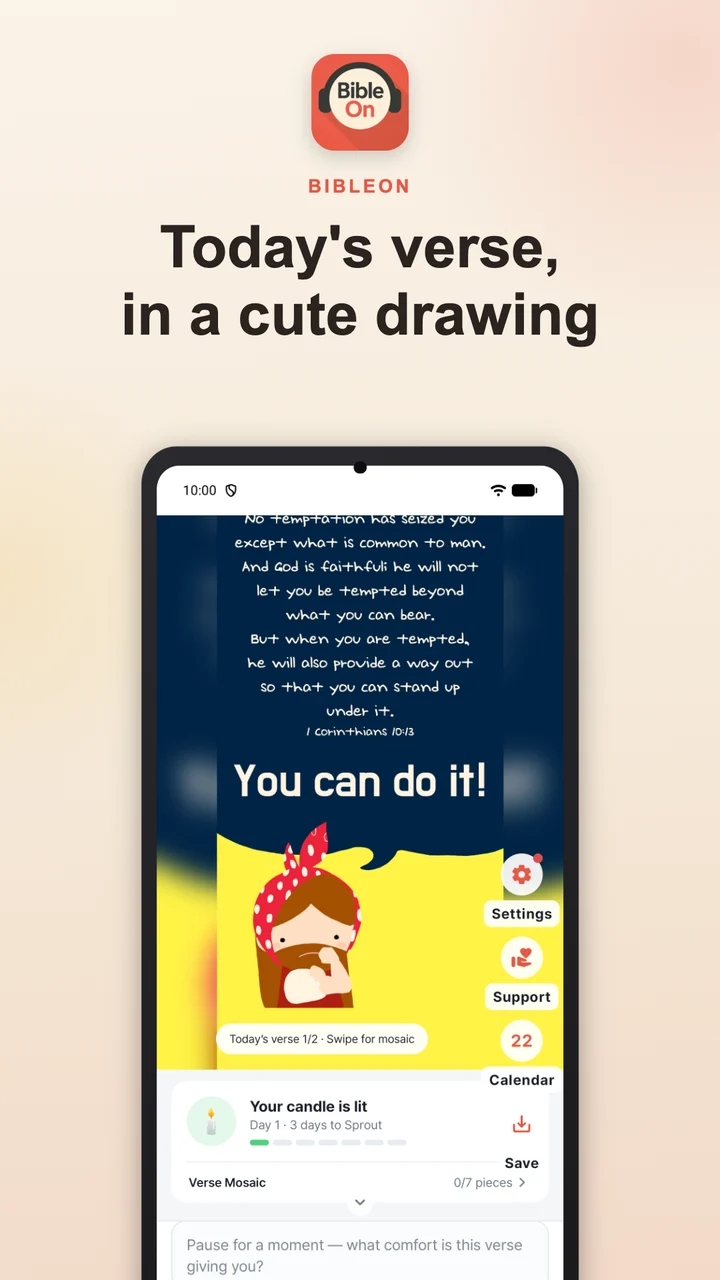 Bible
On
BIBLEON
Today's verse,
in a cute drawing
10:00
No temptation has seized you
except what is common to man.
And God is faithful; he will not
let you be tempted beyond
what you can bear.
But when you are tempted,
he will also provide a way out
so that you can stand up
under it.
1 Corinthians 10:13
You can do it!
Settings
Support
Today's verse 1/2 · Swipe for mosaic
22
Calendar
Your candle is lit
Day 1 · 3 days to Sprout
Save
Verse Mosaic
0/7 pieces
Pause for a moment — what comfort is this verse
giving you?